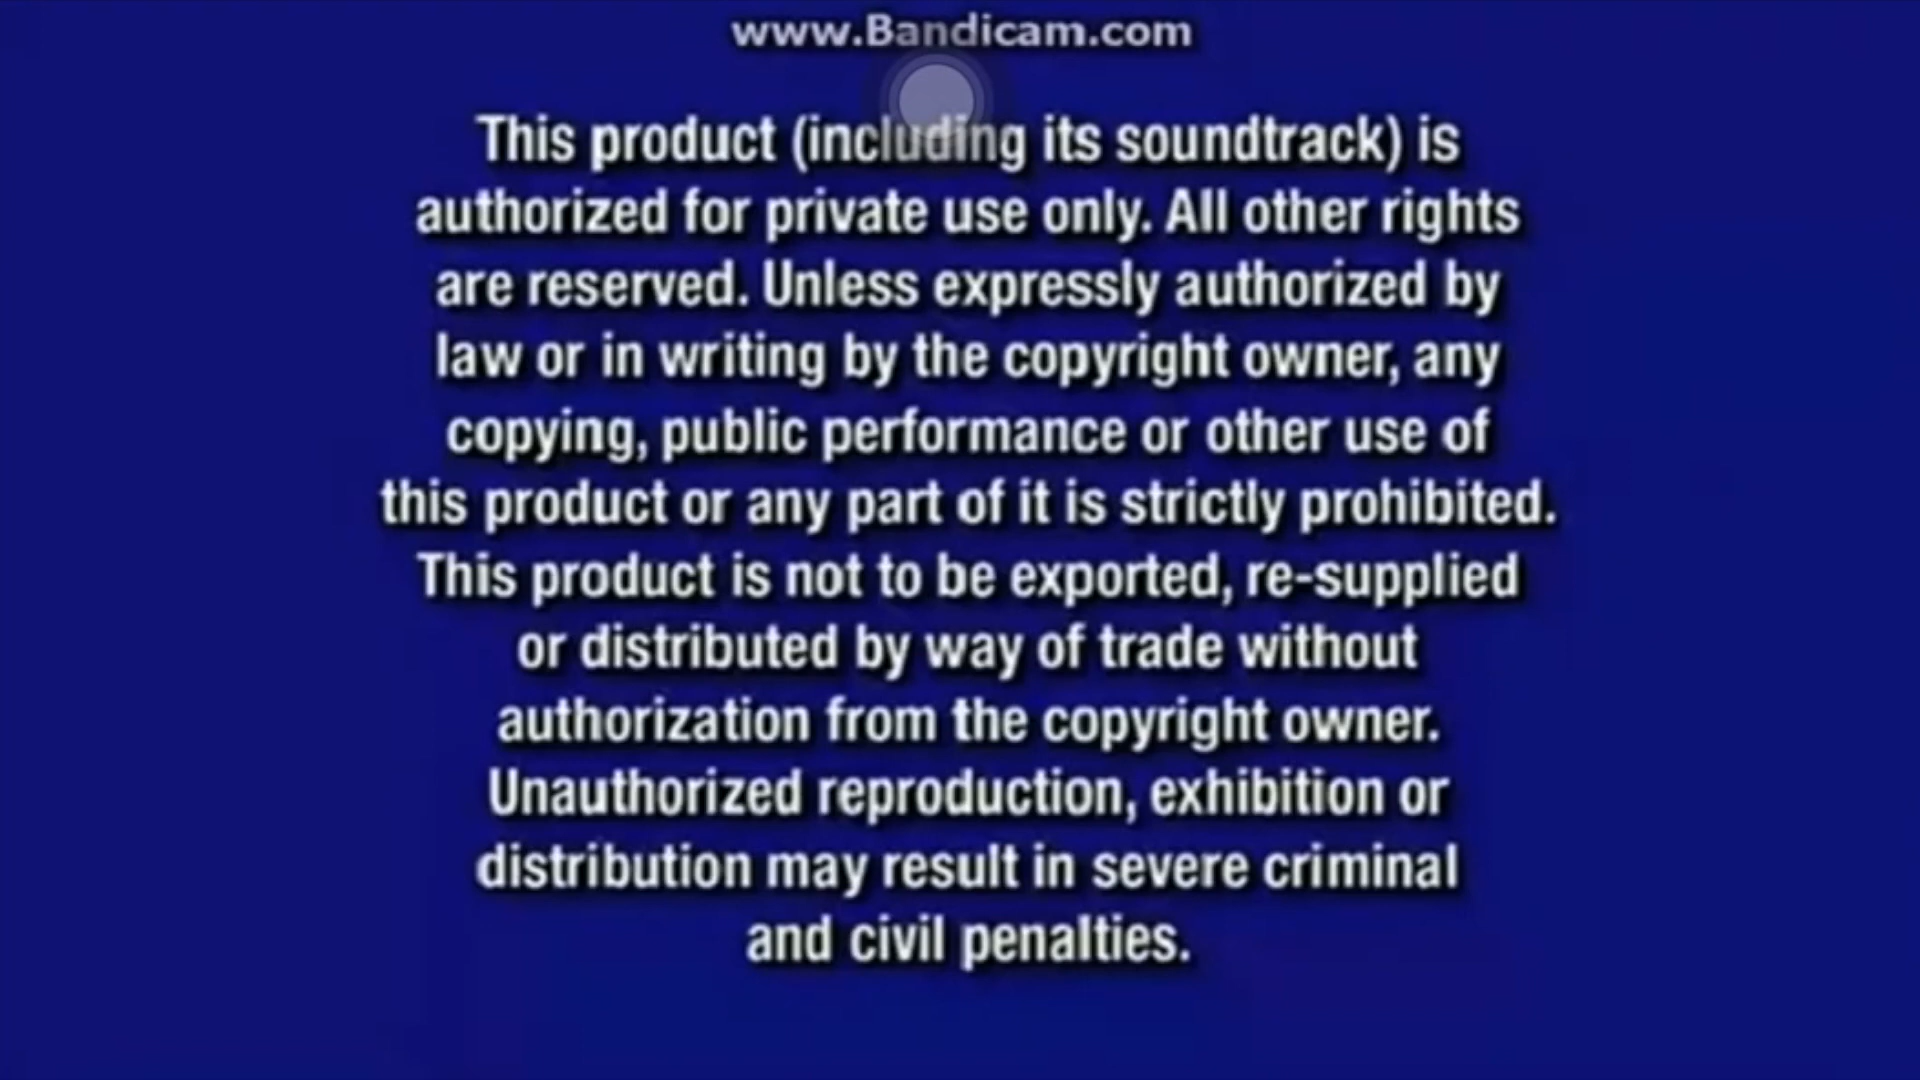 www.Bandicam.com
This product (including its soundtrack) is
authorized for private use only. All other rights
are reserved. Unless expressly authorized by
law or in writing by the copyright owner, any
copying, public performance or other use of
this product or any part of it is strictly prohibited.
This product is not to be exported, re-supplied
or distributed by way of trade without
authorization from the copyright owner.
Unauthorized reproduction, exhibition or
distribution may result in severe criminal
and civil penalties.